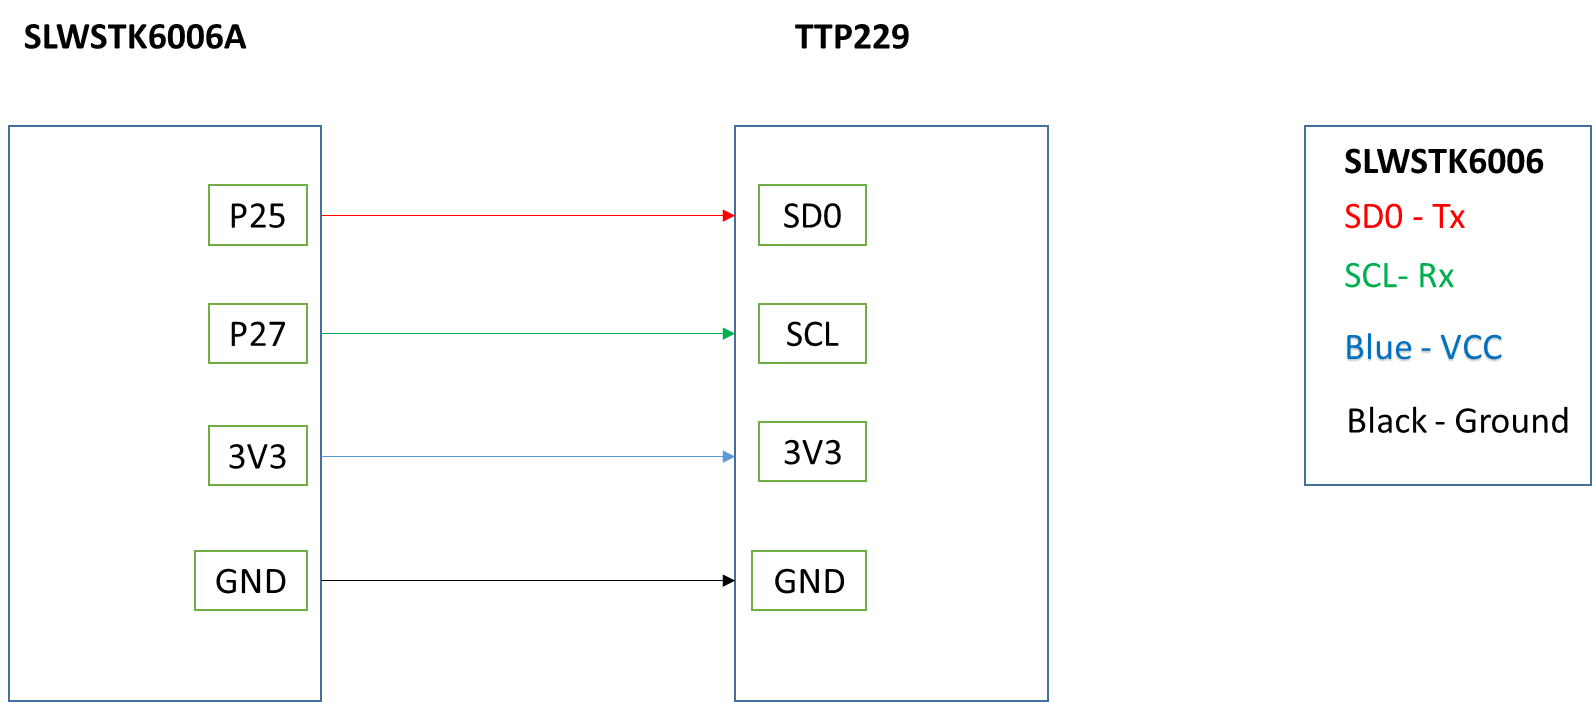 SLWSTK6006A
TTP229
P25
SD0
P27
SCL
3V3
3V3
GND
GND
SLWSTK6006
SD0 - Tx
SCL- Rx
Blue - VCC
Black - Ground